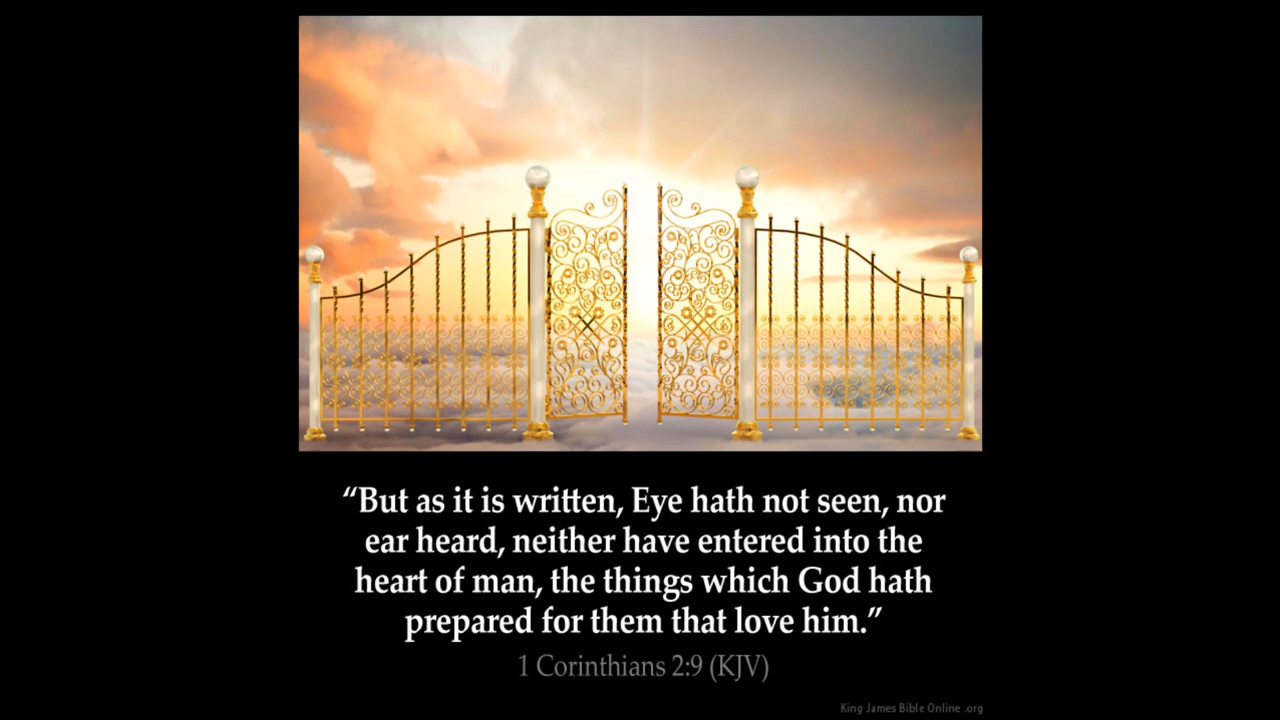 “But as it is written, Eye hath not seen, nor
ear heard, neither have entered into the
heart of man, the things which God hath
prepared for them that love him.”
1 Corinthians 2:9 (KJV)
King James Bible Online .org